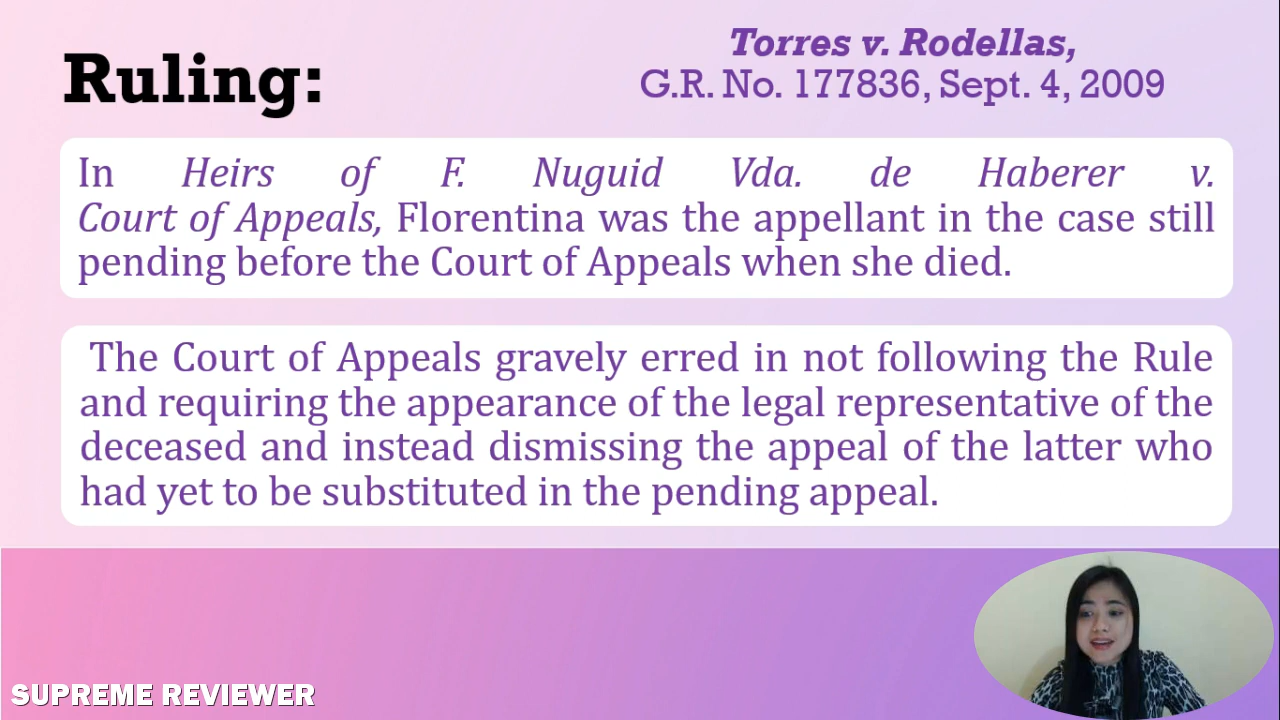 Ruling:
Torres v. Rodellas,
G.R. No. 177836, Sept. 4, 2009
In Heirs of F. Nuguid Vda. de Haberer v.
Court of Appeals, Florentina was the appellant in the case still
pending before the Court of Appeals when she died.
The Court of Appeals gravely erred in not following the Rule
and requiring the appearance of the legal representative of the
deceased and instead dismissing the appeal of the latter who
had yet to be substituted in the pending appeal.
SUPREME REVIEWER